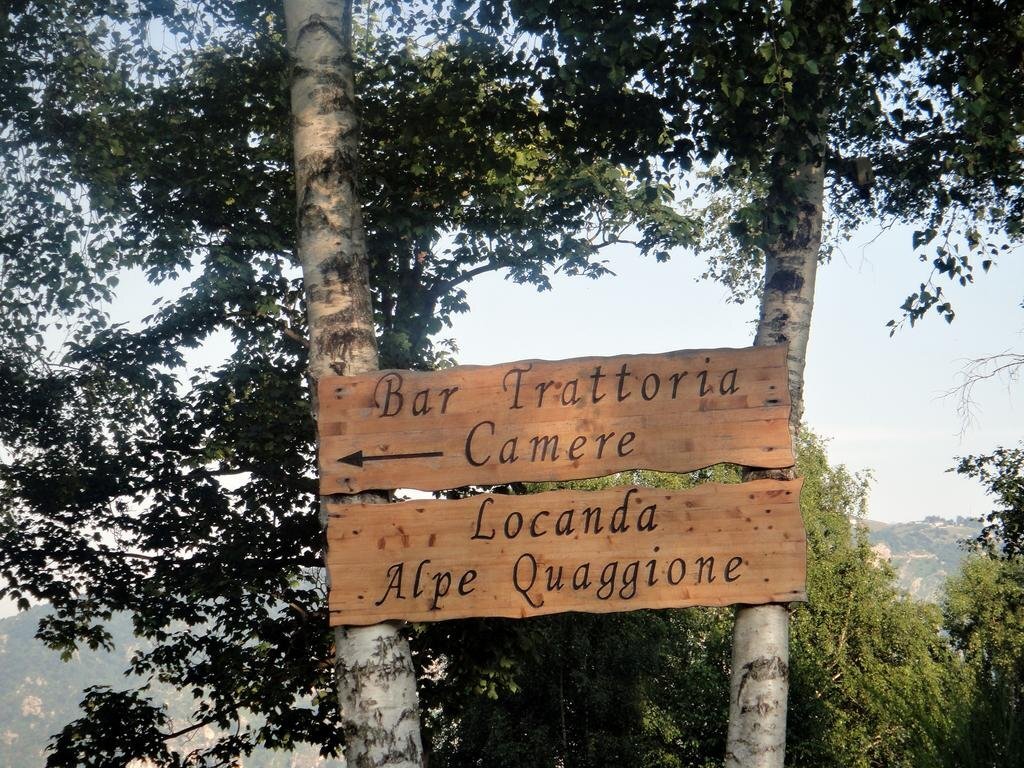 Bar Trattoria
Camere
Locanda
Alpe Quaggione